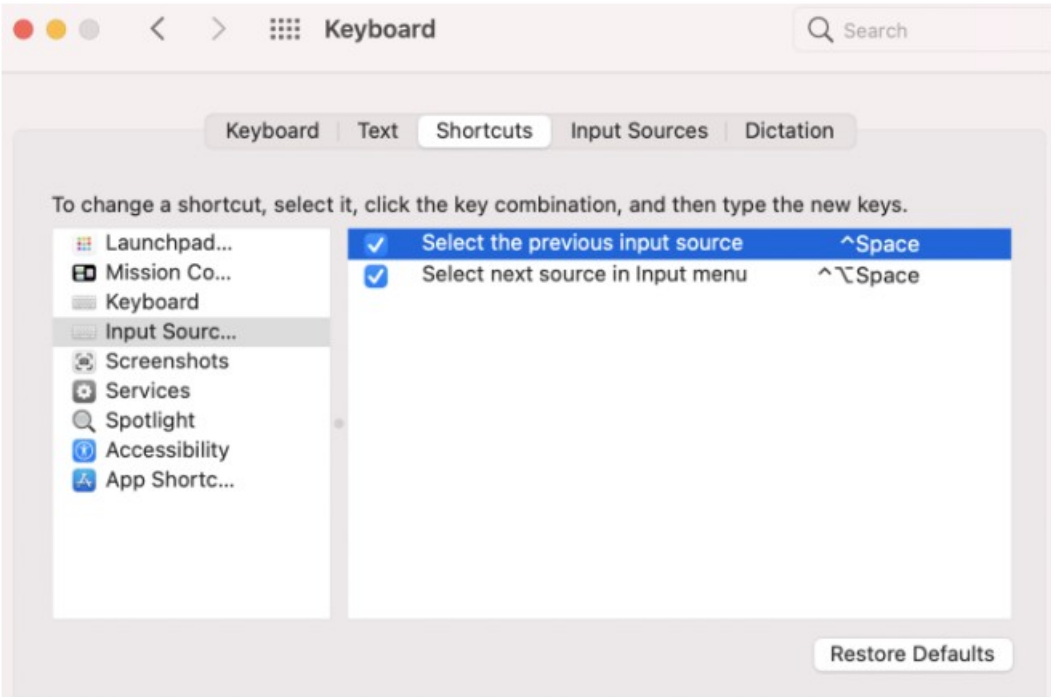 Keyboard
Search
Keyboard Text Shortcuts Input Sources Dictation
To change a shortcut, select it, click the key combination, and then type the new keys.
Launchpad...
Mission Co...
Keyboard
Input Sourc...
Screenshots
Services
Spotlight
Accessibility
App Shortc...
Select the previous input source ^Space
Select next source in Input menu ^⌥Space
Restore Defaults